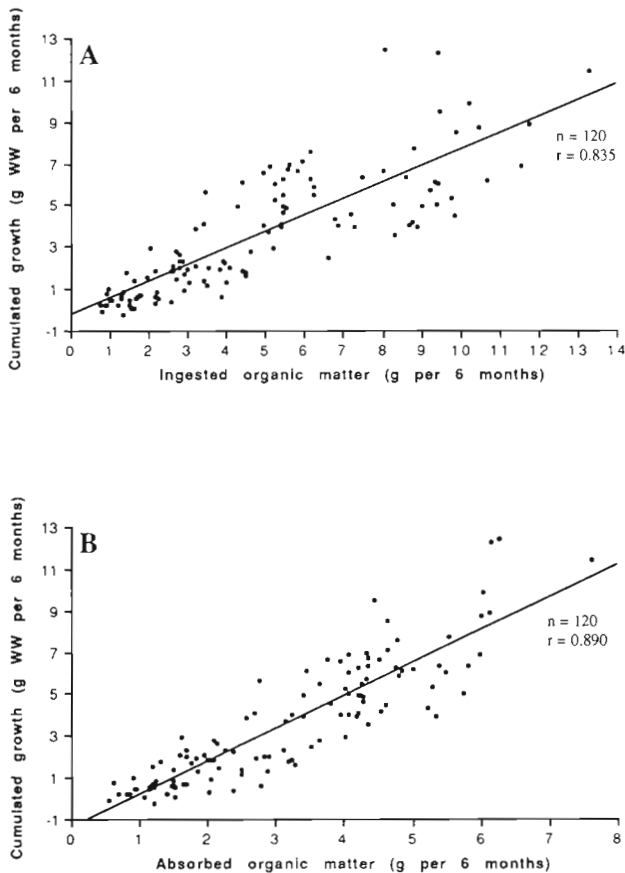 A
Cumulated growth (g WW per 6 months)
13
11
9
7
5
3
1
-1
n = 120
r = 0.835
0 1 2 3 4 5 6 7 8 9 10 11 12 13 14
Ingested organic matter (g per 6 months)
B
Cumulated growth (g WW per 6 months)
13
11
9
7
5
3
1
-1
n = 120
r = 0.890
0 1 2 3 4 5 6 7 8
Absorbed organic matter (g per 6 months)